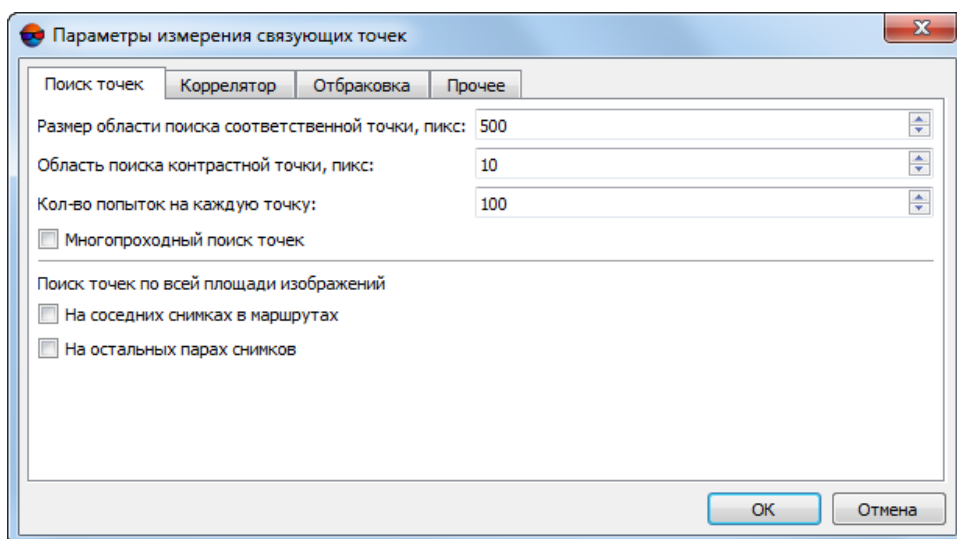 Параметры измерения связующих точек
Поиск точек Коррелятор Отбраковка Прочее
Размер области поиска соответственной точки, пикс: 500
Область поиска контрастной точки, пикс: 10
Кол-во попыток на каждую точку: 100
Многопроходный поиск точек
Поиск точек по всей площади изображений
На соседних снимках в маршрутах
На остальных парах снимков
OK Отмена